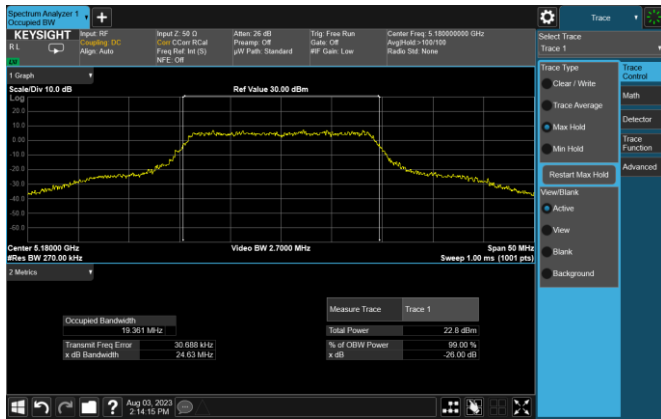 Spectrum Analyzer 1
Occupied BW
KEYSIGHT
R L
Input: RF
Coupling: DC
Align: Auto
Input Z: 50 Ω
Corr CCorr RCal
Freq Ref: Int (S)
NFE: Off
Atten: 26 dB
Preamp: Off
µW Path: Standard
Trig: Free Run
Gate: Off
#IF Gain: Low
Center Freq: 5.180000000 GHz
Avg|Hold:>100/100
Radio Std: None
1 Graph
Scale/Div 10.0 dB
Ref Value 30.00 dBm
Log
20.0
10.0
0.00
-10.0
-20.0
-30.0
-40.0
-50.0
-60.0
Center 5.18000 GHz
Video BW 2.7000 MHz
Span 50 MHz
#Res BW 270.00 kHz
Sweep 1.00 ms (1001 pts)
2 Metrics
Occupied Bandwidth
19.361 MHz
Transmit Freq Error 30.688 kHz
x dB Bandwidth 24.63 MHz
Measure Trace Trace 1
Total Power 22.8 dBm
% of OBW Power 99.00 %
x dB -26.00 dB
Aug 03, 2023
2:14:15 PM
Trace
Select Trace
Trace 1
Trace Type
Clear / Write
Trace Average
Max Hold
Min Hold
Restart Max Hold
View/Blank
Active
View
Blank
Background
Trace
Control
Math
Detector
Trace
Function
Advanced